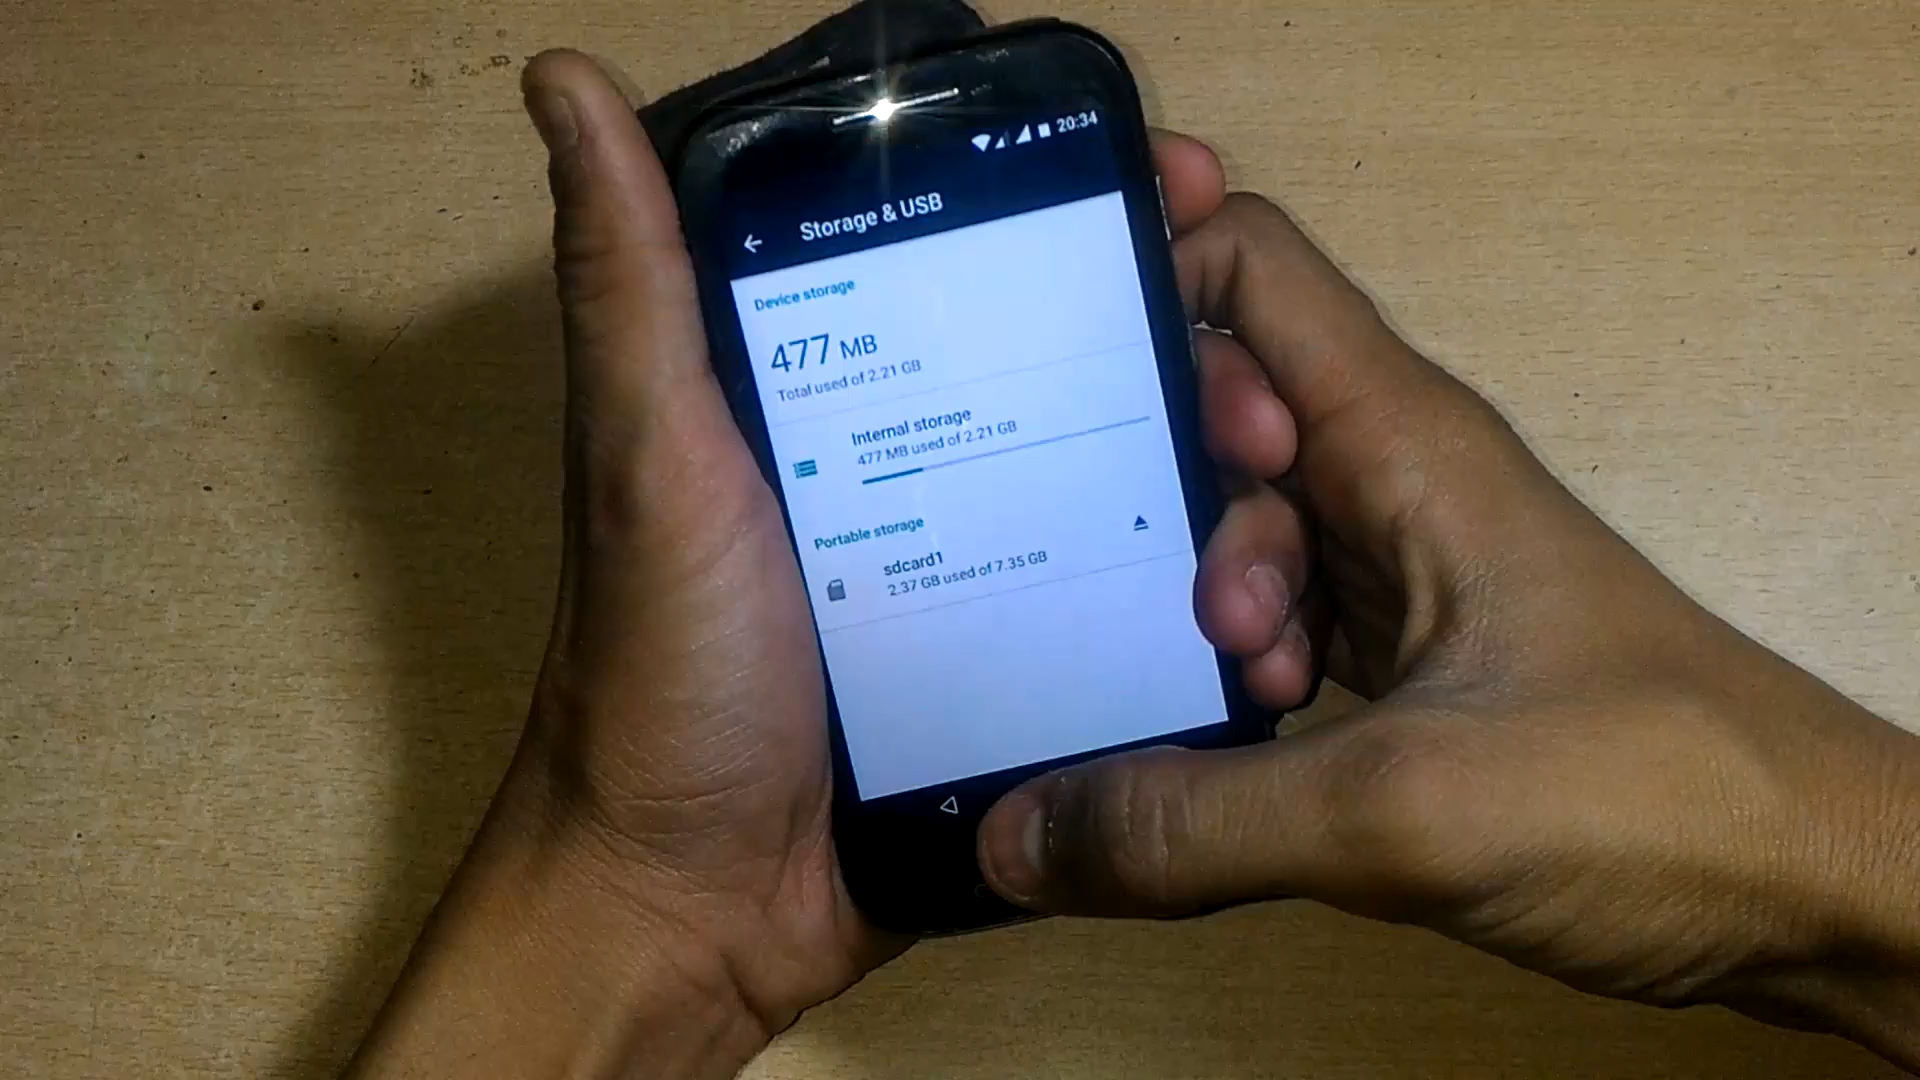 20:34
Storage & USB
Device storage
477 MB
Total used of 2.21 GB
Internal storage
477 MB used of 2.21 GB
Portable storage
sdcard1
2.37 GB used of 7.35 GB